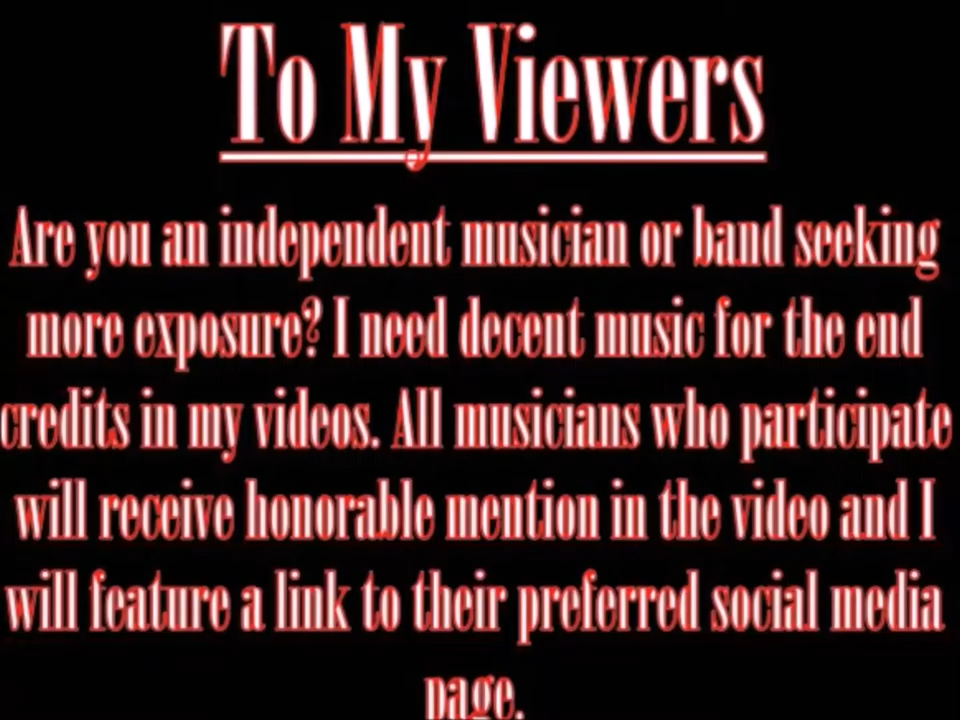 To My Viewers
Are you an independent musician or band seeking
more exposure? I need decent music for the end
credits in my videos. All musicians who participate
will receive honorable mention in the video and I
will feature a link to their preferred social media
page.